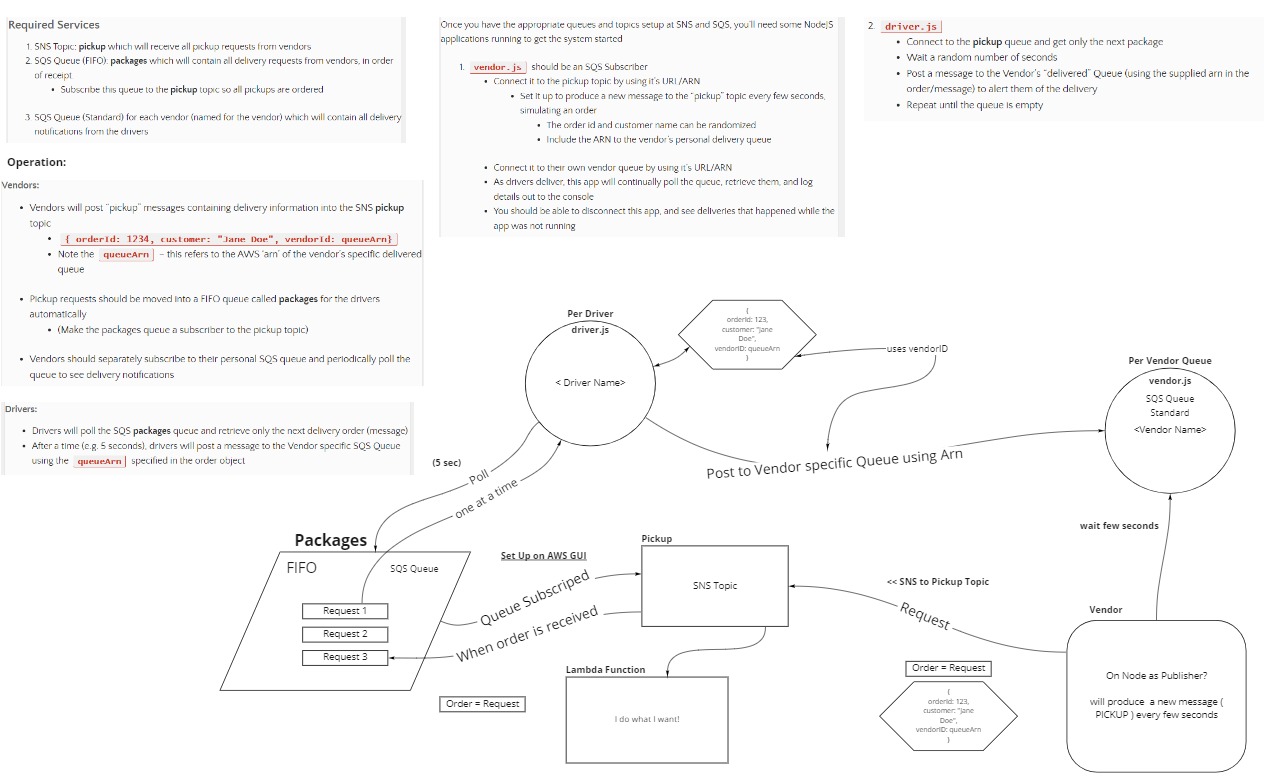 Required Services
1. SNS Topic: pickup which will receive all pickup requests from vendors
2. SQS Queue (FIFO): packages which will contain all delivery requests from vendors, in order
of receipt
• Subscribe this queue to the pickup topic so all pickups are ordered
3. SQS Queue (Standard) for each vendor (named for the vendor) which will contain all delivery
notifications from the drivers
Operation:
Vendors:
• Vendors will post "pickup" messages containing delivery information into the SNS pickup
topic
• { orderId: 1234, customer: "Jane Doe", vendorId: queueArn}
• Note the queueArn – this refers to the AWS 'arn' of the vendor's specific delivered
queue
• Pickup requests should be moved into a FIFO queue called packages for the drivers
automatically
• (Make the packages queue a subscriber to the pickup topic)
• Vendors should separately subscribe to their personal SQS queue and periodically poll the
queue to see delivery notifications
Drivers:
• Drivers will poll the SQS packages queue and retrieve only the next delivery order (message)
• After a time (e.g. 5 seconds), drivers will post a message to the Vendor specific SQS Queue
using the queueArn specified in the order object
Once you have the appropriate queues and topics setup at SNS and SQS, you'll need some NodeJS
applications running to get the system started
1. vendor.js should be an SQS Subscriber
• Connect it to the pickup topic by using it's URL/ARN
• Set it up to produce a new message to the "pickup" topic every few seconds,
simulating an order
• The order id and customer name can be randomized
• Include the ARN to the vendor's personal delivery queue
• Connect it to their own vendor queue by using it's URL/ARN
• As drivers deliver, this app will continually poll the queue, retrieve them, and log
details out to the console
• You should be able to disconnect this app, and see deliveries that happened while the
app was not running
2. driver.js
• Connect to the pickup queue and get only the next package
• Wait a random number of seconds
• Post a message to the Vendor's "delivered" Queue (using the supplied arn in the
order/message) to alert them of the delivery
• Repeat until the queue is empty
Per Driver
driver.js
< Driver Name>
{
orderId: 123,
customer: "Jane
Doe",
vendorID: queueArn
}
uses vendorID
Per Vendor Queue
vendor.js
SQS Queue
Standard
<Vendor Name>
Post to Vendor specific Queue using Arn
(5 sec)
Poll
one at a time
Packages
FIFO
SQS Queue
Request 1
Request 2
Request 3
Set Up on AWS GUI
Queue Subscriped
When order is received
Order = Request
Pickup
SNS Topic
Lambda Function
I do what I want!
wait few seconds
<< SNS to Pickup Topic
Request
Order = Request
{
orderId: 123,
customer: "Jane
Doe",
vendorID: queueArn
}
Vendor
On Node as Publisher?
will produce a new message (
PICKUP ) every few seconds